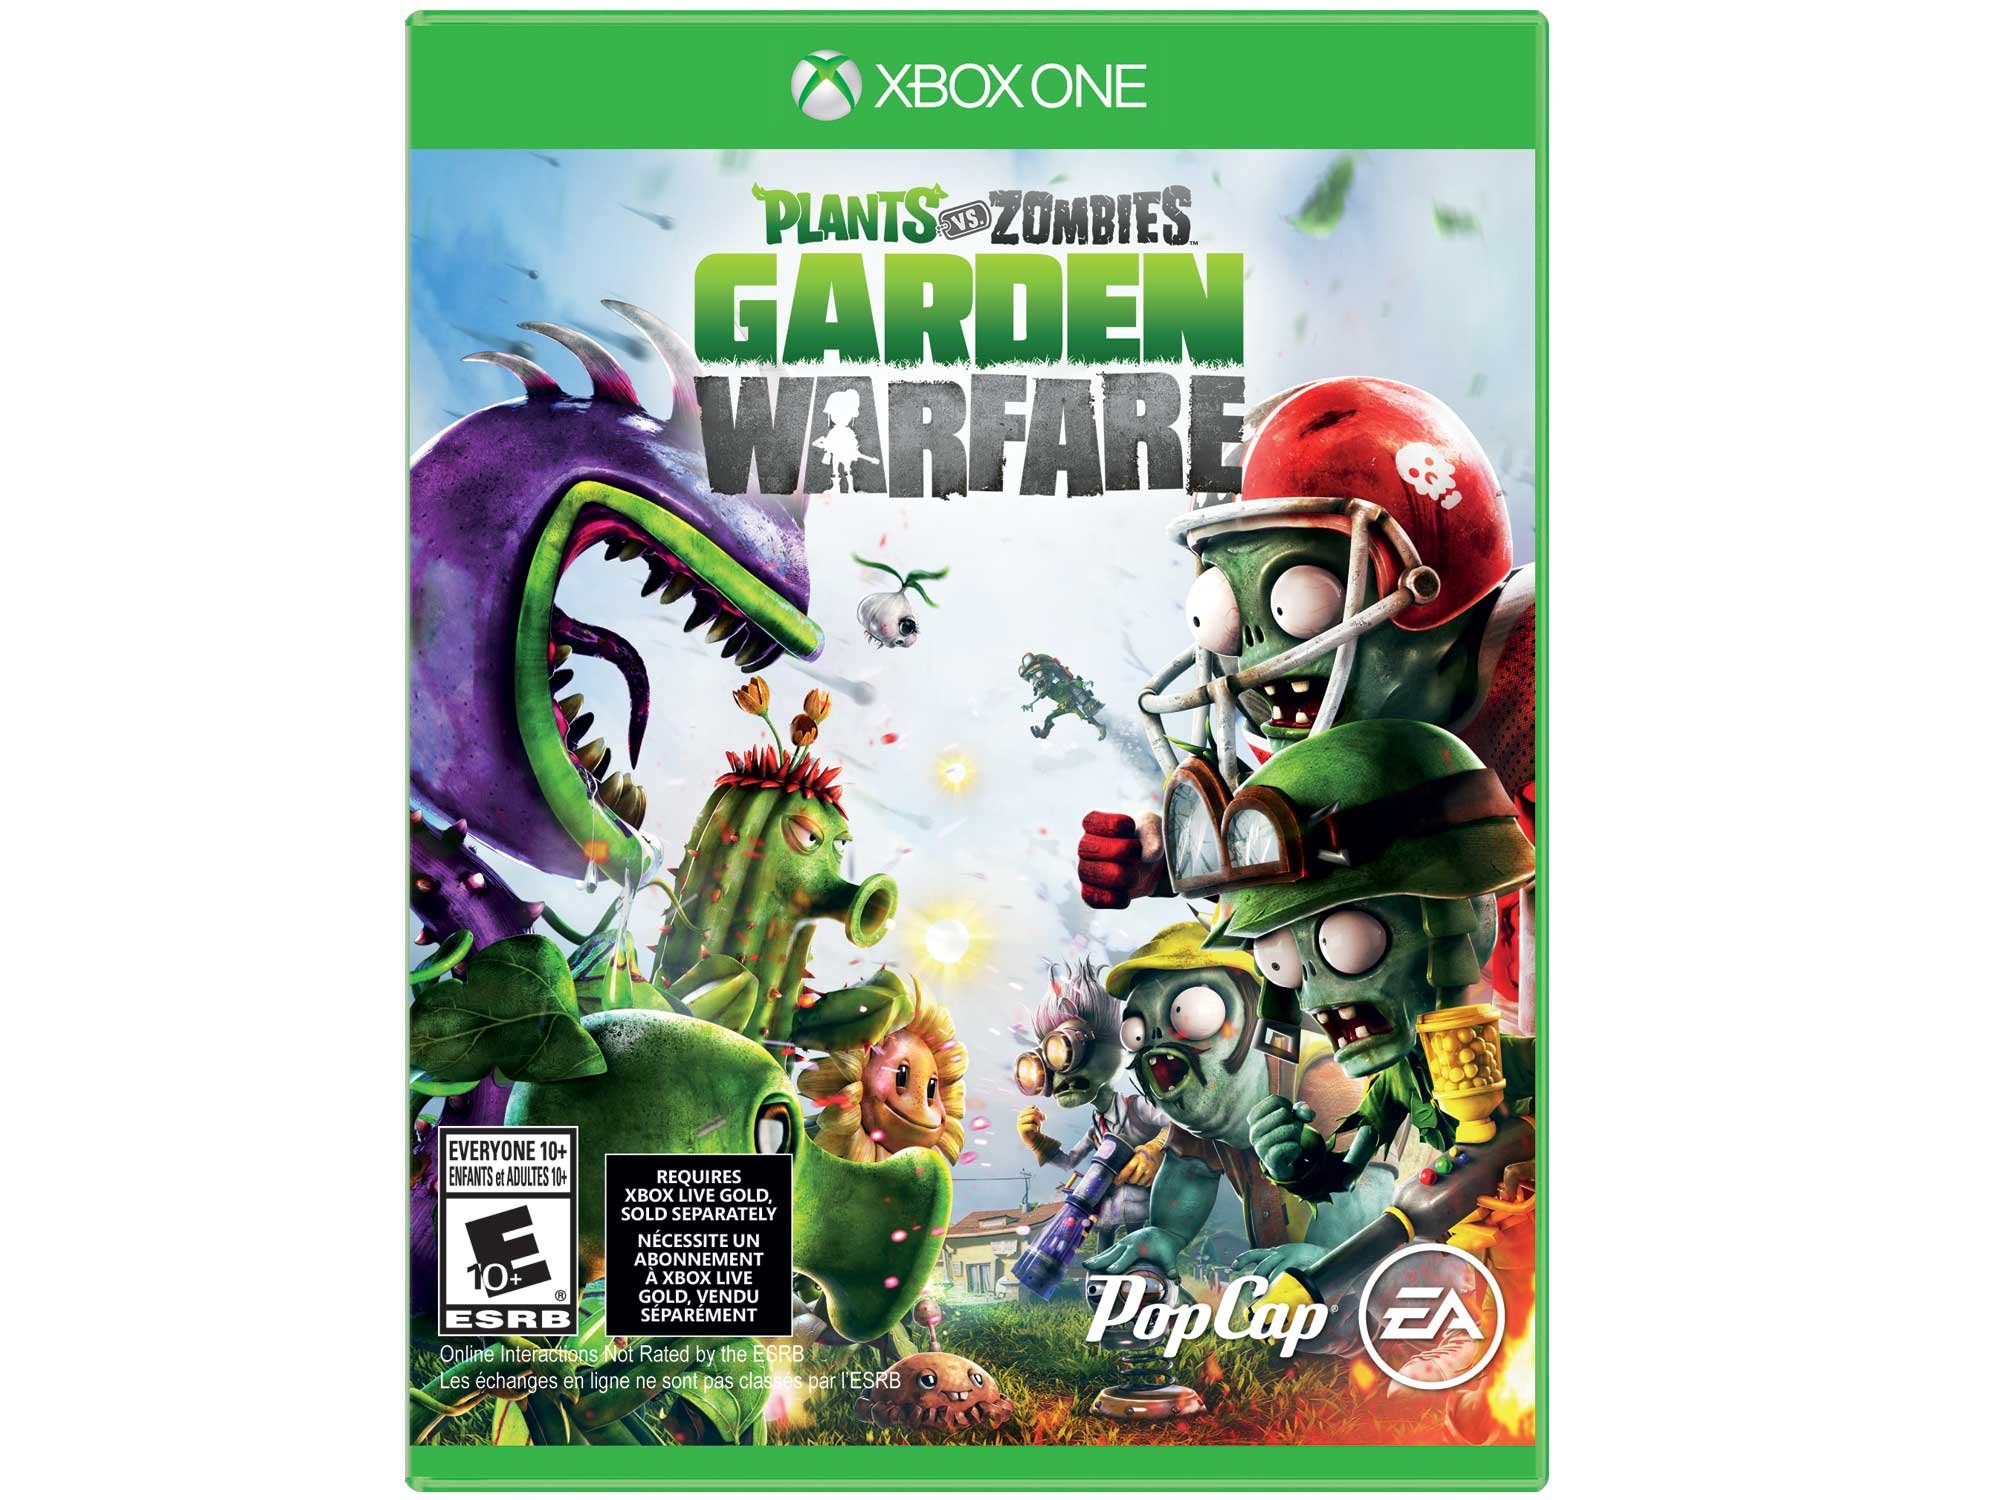 XBOX ONE
PLANTS VS. ZOMBIES™
GARDEN
WARFARE
EVERYONE 10+
ENFANTS et ADULTES 10+
E
10+
®
ESRB
REQUIRES
XBOX LIVE GOLD,
SOLD SEPARATELY
NÉCESSITE UN
ABONNEMENT
À XBOX LIVE
GOLD, VENDU
SÉPARÉMENT
Online Interactions Not Rated by the ESRB
Les échanges en ligne ne sont pas classés par l'ESRB
PopCap®
EA™